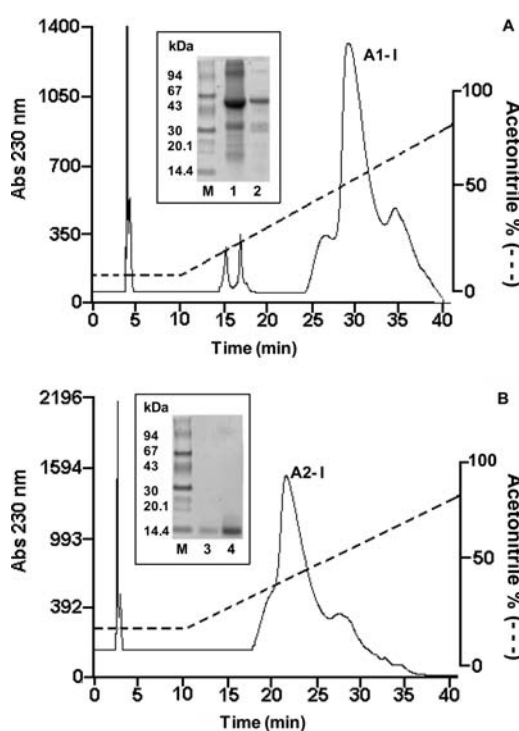 A
1400
1050
700
350
0
Abs 230 nm
kDa
94
67
43
30
20.1
14.4
M 1 2
A1-I
100
50
0
Acetonitrile % (---)
0 5 10 15 20 25 30 35 40
Time (min)
B
2196
1594
993
392
0
Abs 230 nm
kDa
94
67
43
30
20.1
14.4
M 3 4
A2-I
100
50
0
Acetonitrile % (---)
0 5 10 15 20 25 30 35 40
Time (min)